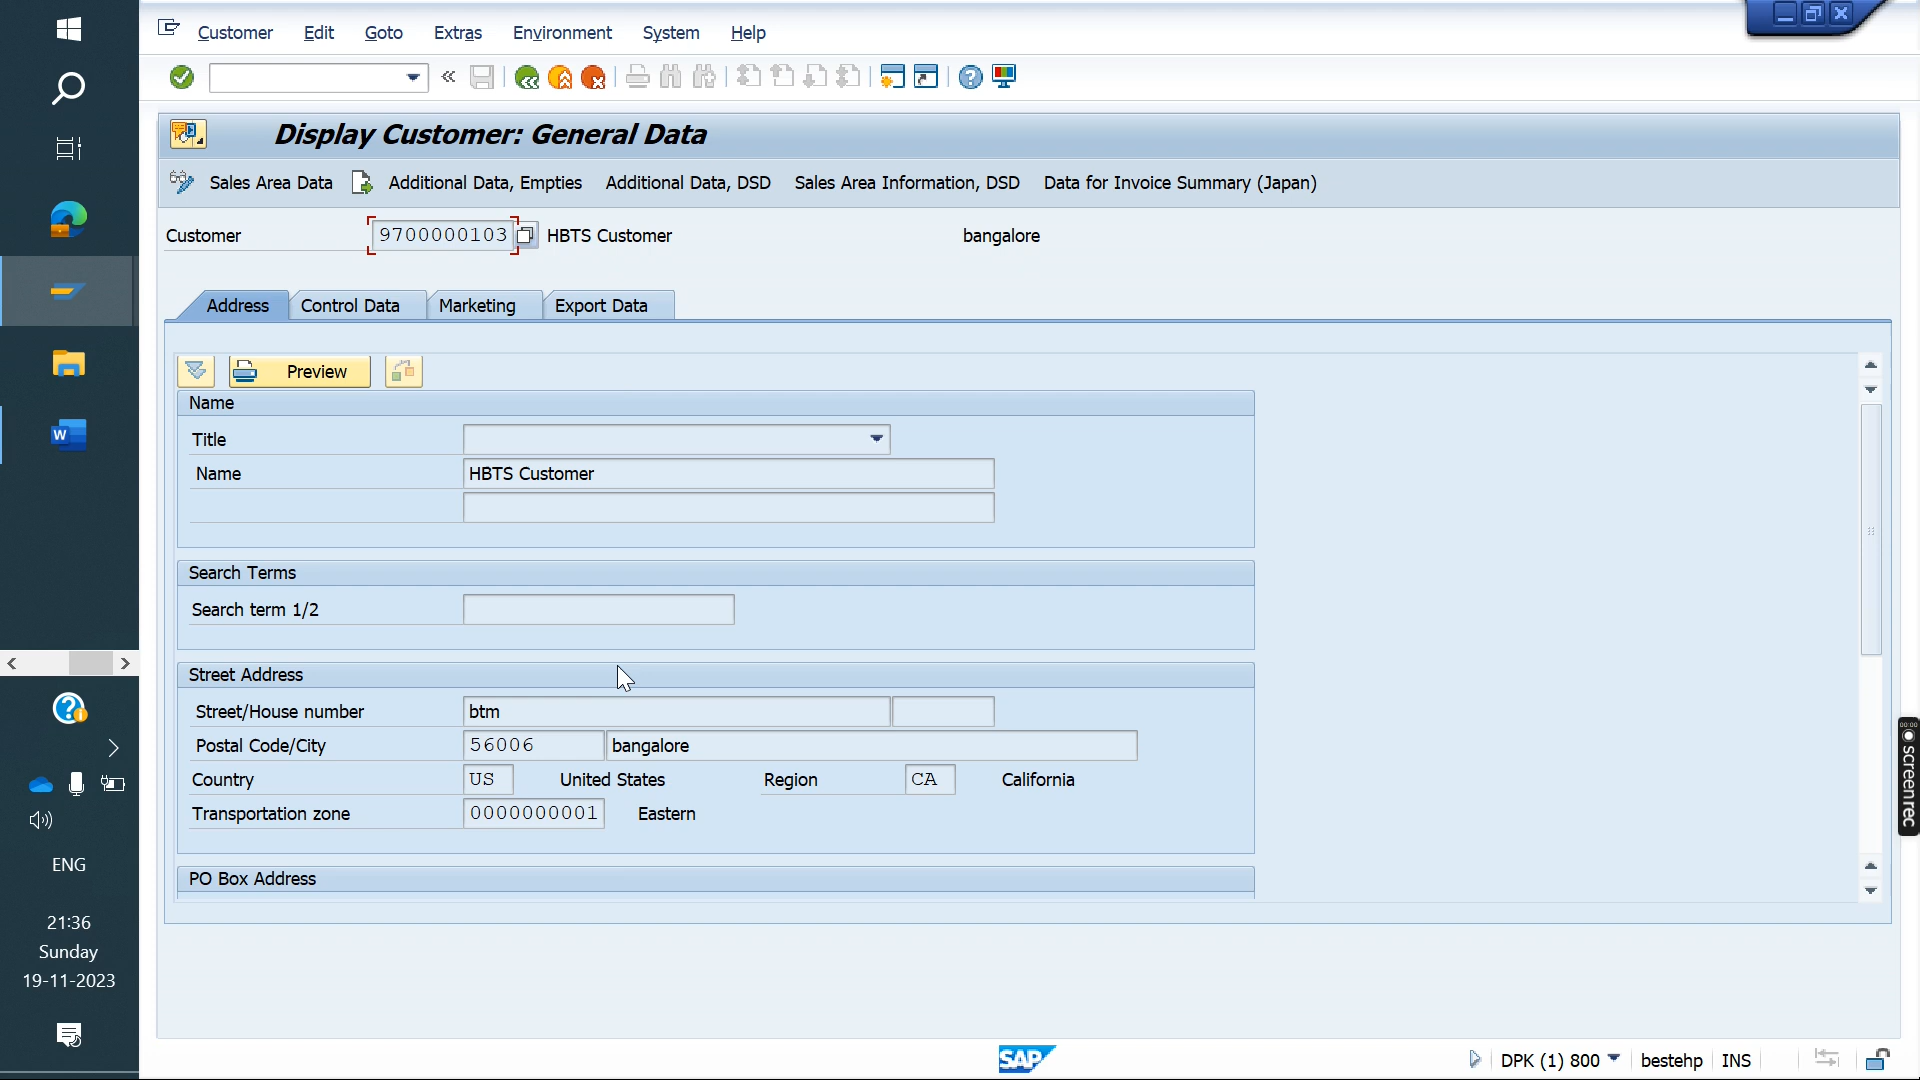 Customer Edit Goto Extras Environment System Help
Display Customer: General Data
Sales Area Data Additional Data, Empties Additional Data, DSD Sales Area Information, DSD Data for Invoice Summary (Japan)
Customer 9700000103 HBTS Customer bangalore
Address Control Data Marketing Export Data
Preview
Name
Title
Name HBTS Customer
Search Terms
Search term 1/2
Street Address
Street/House number btm
Postal Code/City 56006 bangalore
Country US United States Region CA California
Transportation zone 0000000001 Eastern
PO Box Address
W
ENG
21:36
Sunday
19-11-2023
00:00
screenrec
SAP
DPK (1) 800 bestehp INS